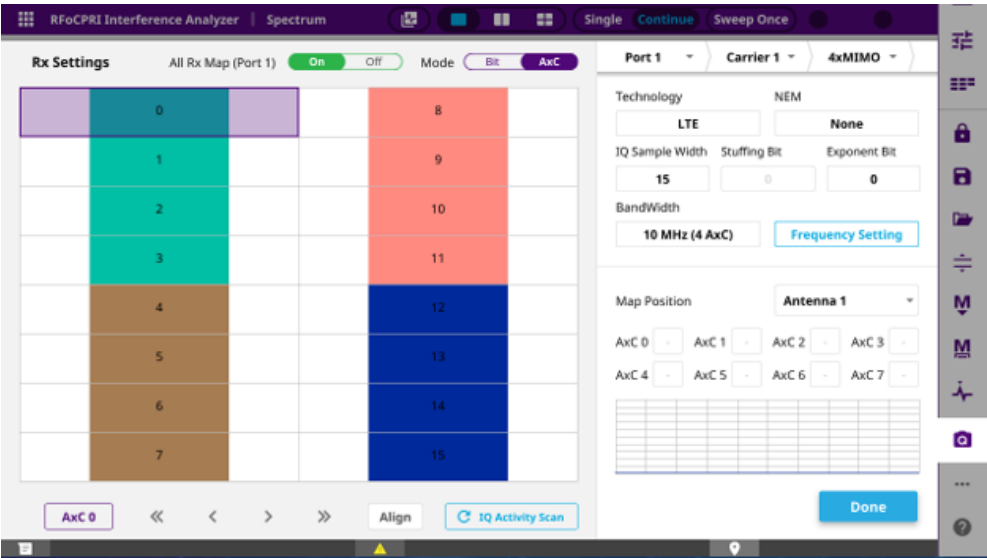 RFoCPRI Interference Analyzer | Spectrum Single Continue Sweep Once
Rx Settings All Rx Map (Port 1) On Off Mode Bit AxC
Port 1 Carrier 1 4xMIMO
Technology NEM
LTE None
IQ Sample Width Stuffing Bit Exponent Bit
15 0 0
BandWidth
10 MHz (4 AxC) Frequency Setting
Map Position Antenna 1
AxC 0 - AxC 1 - AxC 2 - AxC 3 -
AxC 4 - AxC 5 - AxC 6 - AxC 7 -
Done
0 8
1 9
2 10
3 11
4 12
5 13
6 14
7 15
AxC 0 « < > » Align IQ Activity Scan
M
M